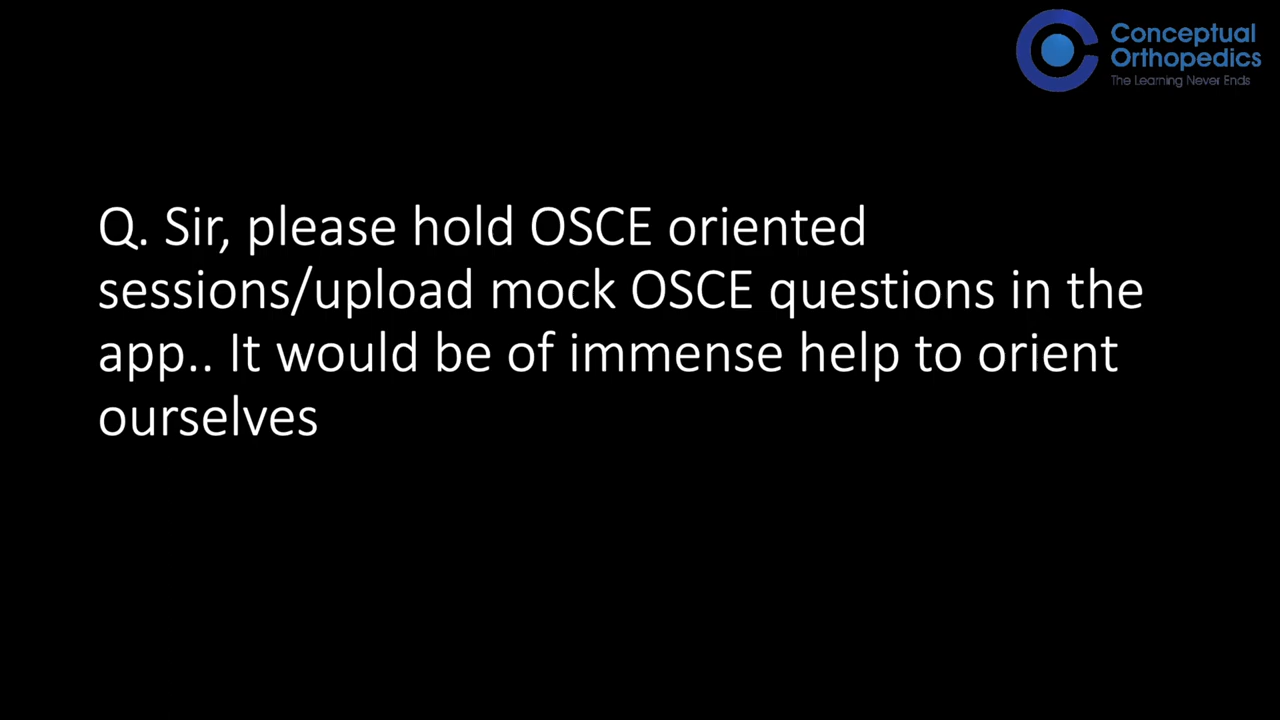 Conceptual
Orthopedics
The Learning Never Ends
Q. Sir, please hold OSCE oriented
sessions/upload mock OSCE questions in the
app.. It would be of immense help to orient
ourselves